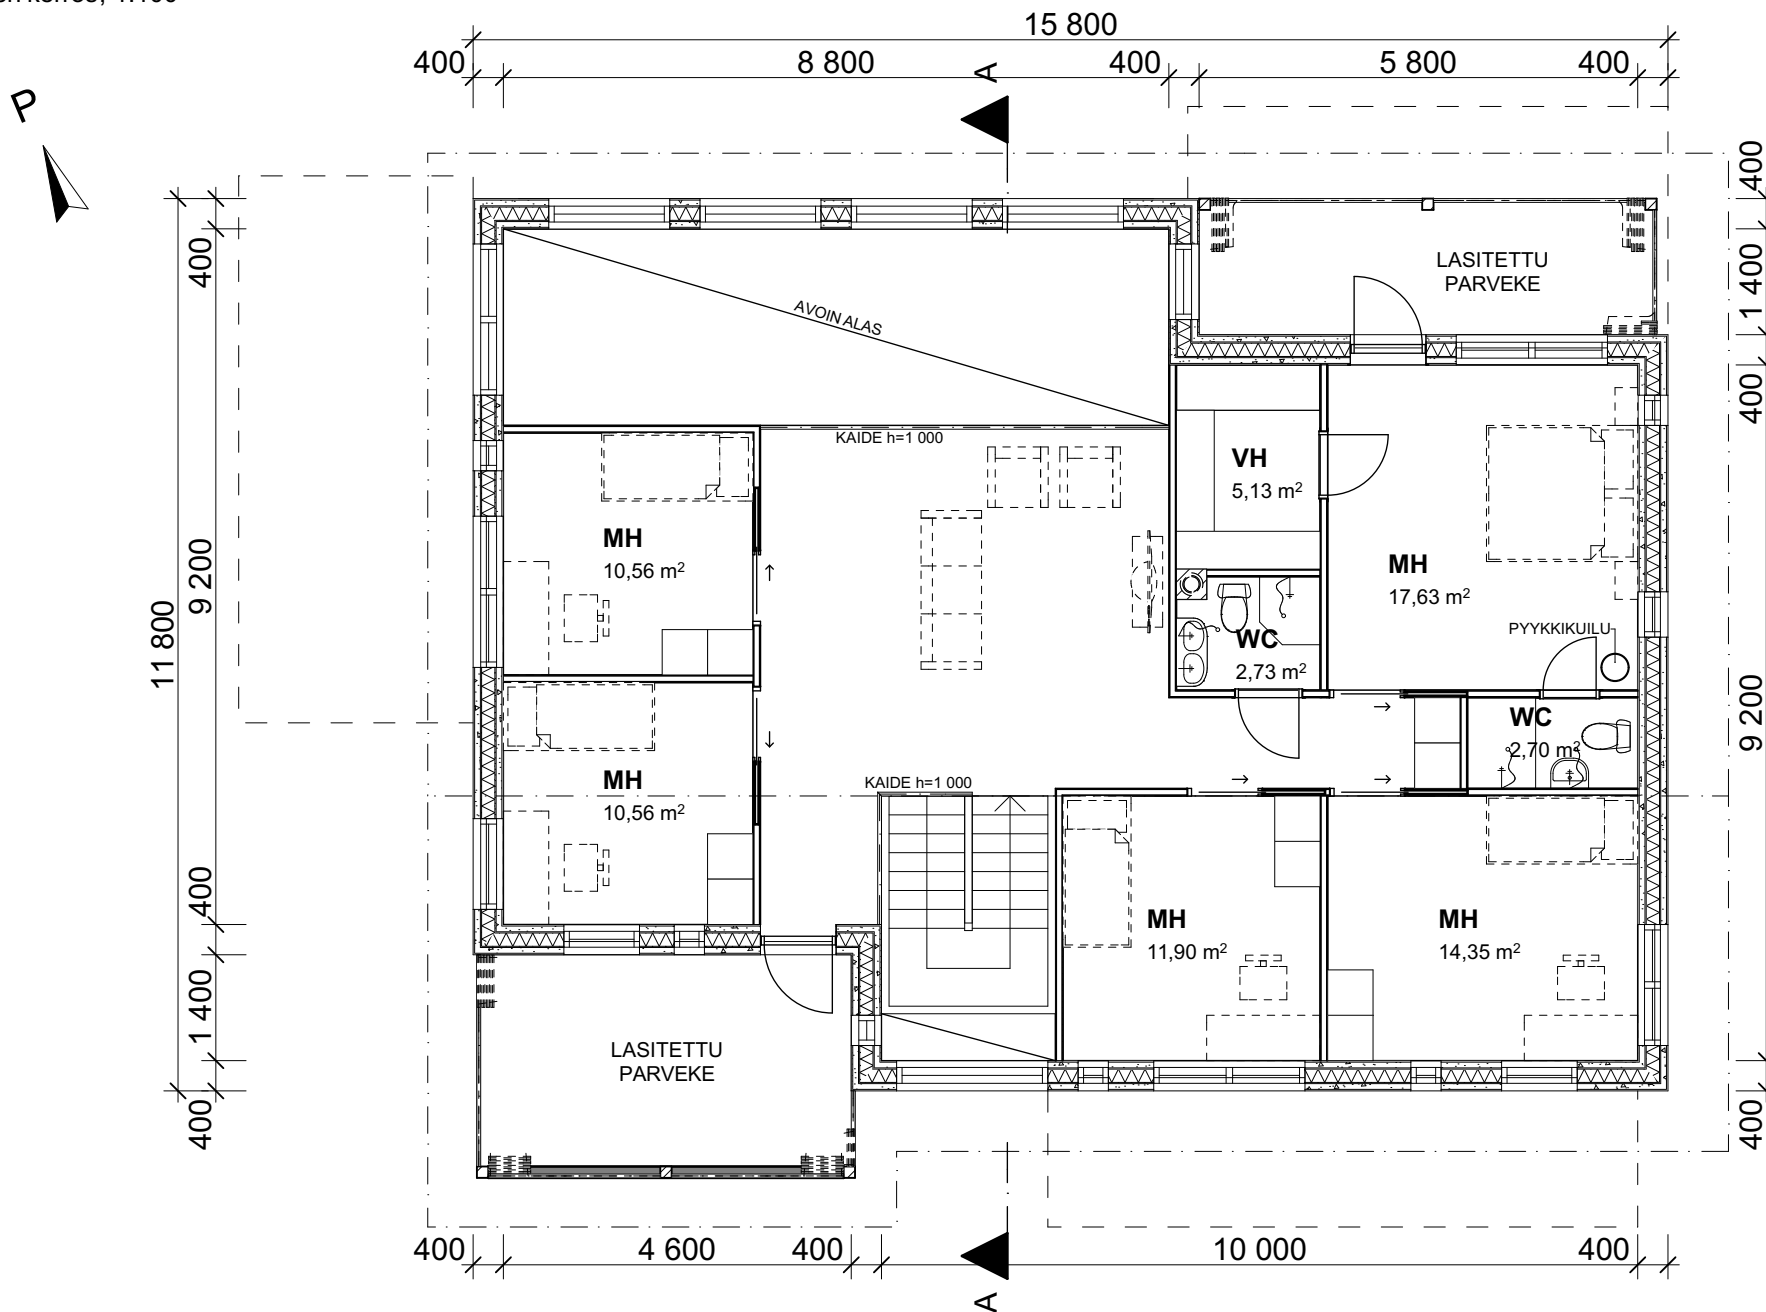 15 800
400
8 800
400
5 800
400
A
P
400
1 400
400
9 200
400
11 800
400
9 200
400
1 400
400
LASITETTU
PARVEKE
AVOIN ALAS
KAIDE h=1 000
VH
5,13 m²
MH
10,56 m²
MH
17,63 m²
PYYKKIKUILU
WC
2,73 m²
WC
2,70 m²
MH
10,56 m²
KAIDE h=1 000
MH
11,90 m²
MH
14,35 m²
LASITETTU
PARVEKE
400
4 600
400
10 000
400
A